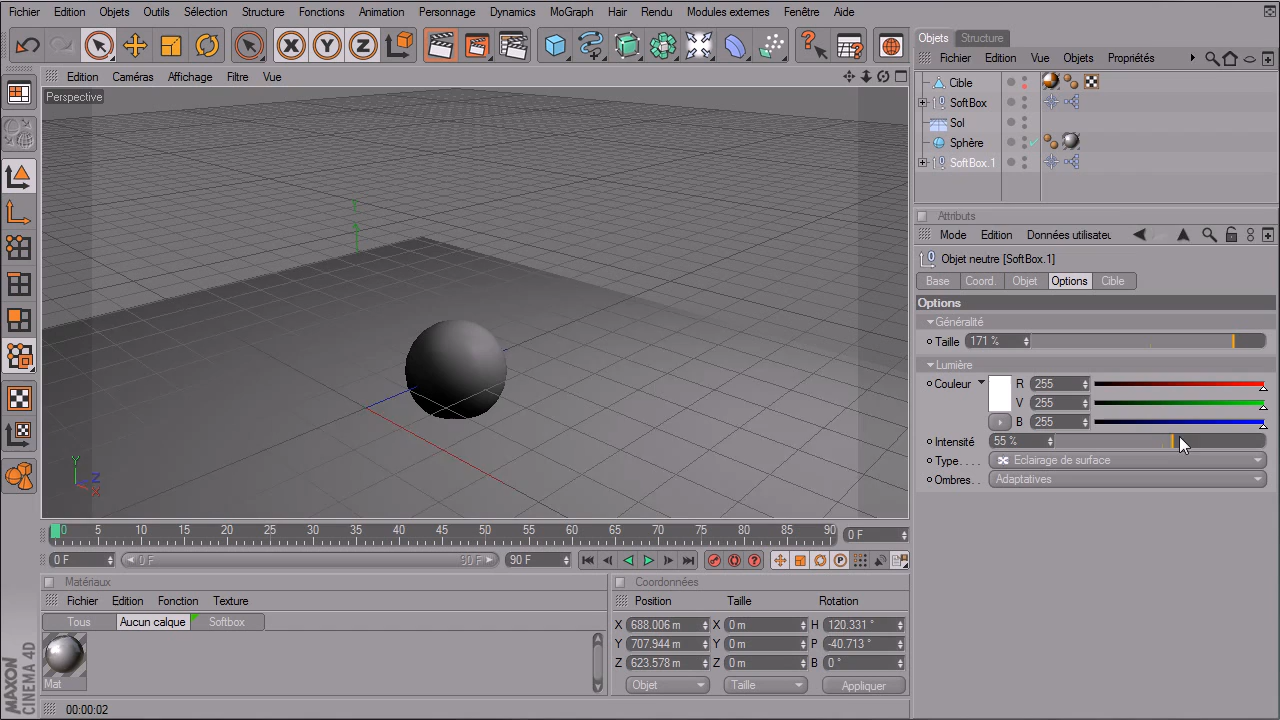 Fichier Edition Objets Outils Sélection Structure Fonctions Animation Personnage Dynamics MoGraph Hair Rendu Modules externes Fenêtre Aide
Edition Caméras Affichage Filtre Vue
Perspective
Y
Z
X
0 5 10 15 20 25 30 35 40 45 50 55 60 65 70 75 80 85 90 0 F
0 F 0 F 90 F 90 F
Matériaux
Fichier Edition Fonction Texture
Tous Aucun calque Softbox
Mat
MAXON
CINEMA 4D
00:00:02
Coordonnées
Position Taille Rotation
X 688.006 m X 0 m H 120.331 °
Y 707.944 m Y 0 m P -40.713 °
Z 623.578 m Z 0 m B 0 °
Objet Taille Appliquer
Objets Structure
Fichier Edition Vue Objets Propriétés
Cible
SoftBox
Sol
Sphère
SoftBox.1
Attributs
Mode Edition Données utilisateu
Objet neutre [SoftBox.1]
Base Coord. Objet Options Cible
Options
Généralité
Taille 171 %
Lumière
Couleur R 255
V 255
B 255
Intensité 55 %
Type. . . . Eclairage de surface
Ombres. . Adaptatives